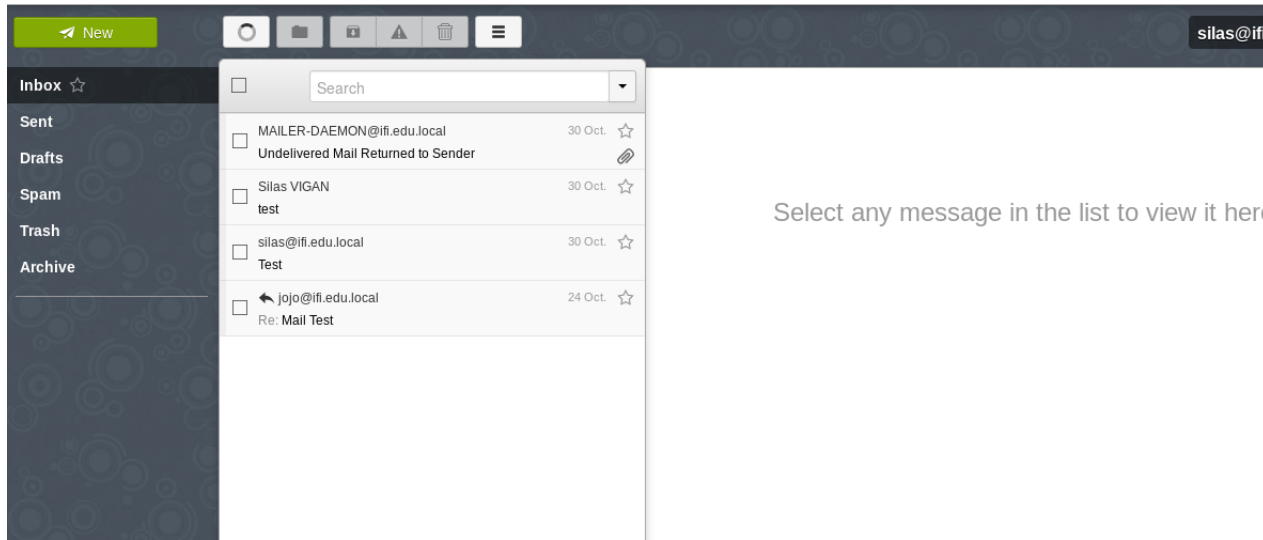 New
silas@ifi
Inbox
Sent
Drafts
Spam
Trash
Archive
Search
MAILER-DAEMON@ifi.edu.local 30 Oct.
Undelivered Mail Returned to Sender
Silas VIGAN 30 Oct.
test
silas@ifi.edu.local 30 Oct.
Test
jojo@ifi.edu.local 24 Oct.
Re: Mail Test
Select any message in the list to view it her